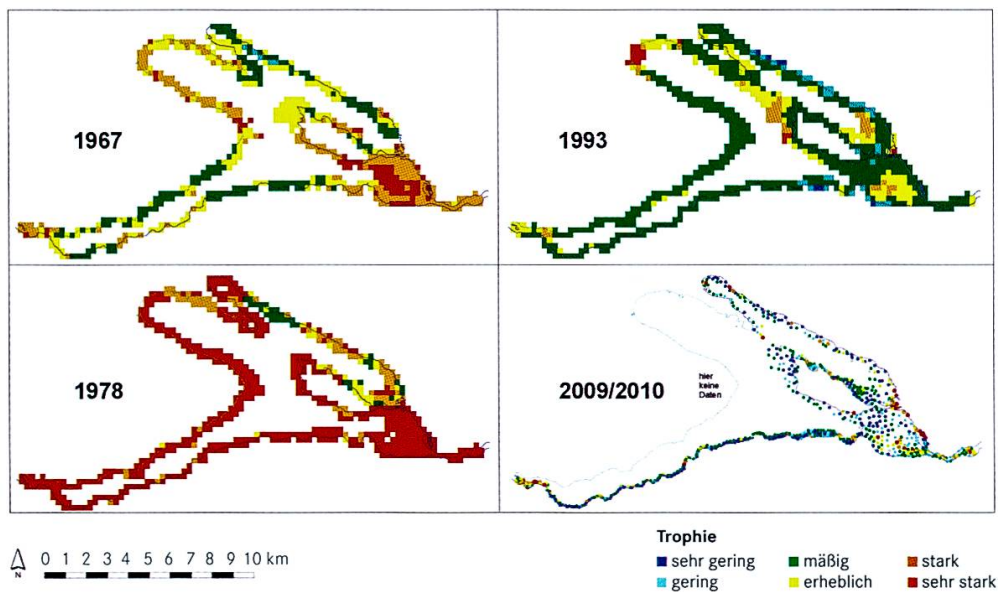 1967
1993
1978
2009/2010
hier
keine
Daten
N
0 1 2 3 4 5 6 7 8 9 10 km
Trophie
sehr gering
mäßig
stark
gering
erheblich
sehr stark